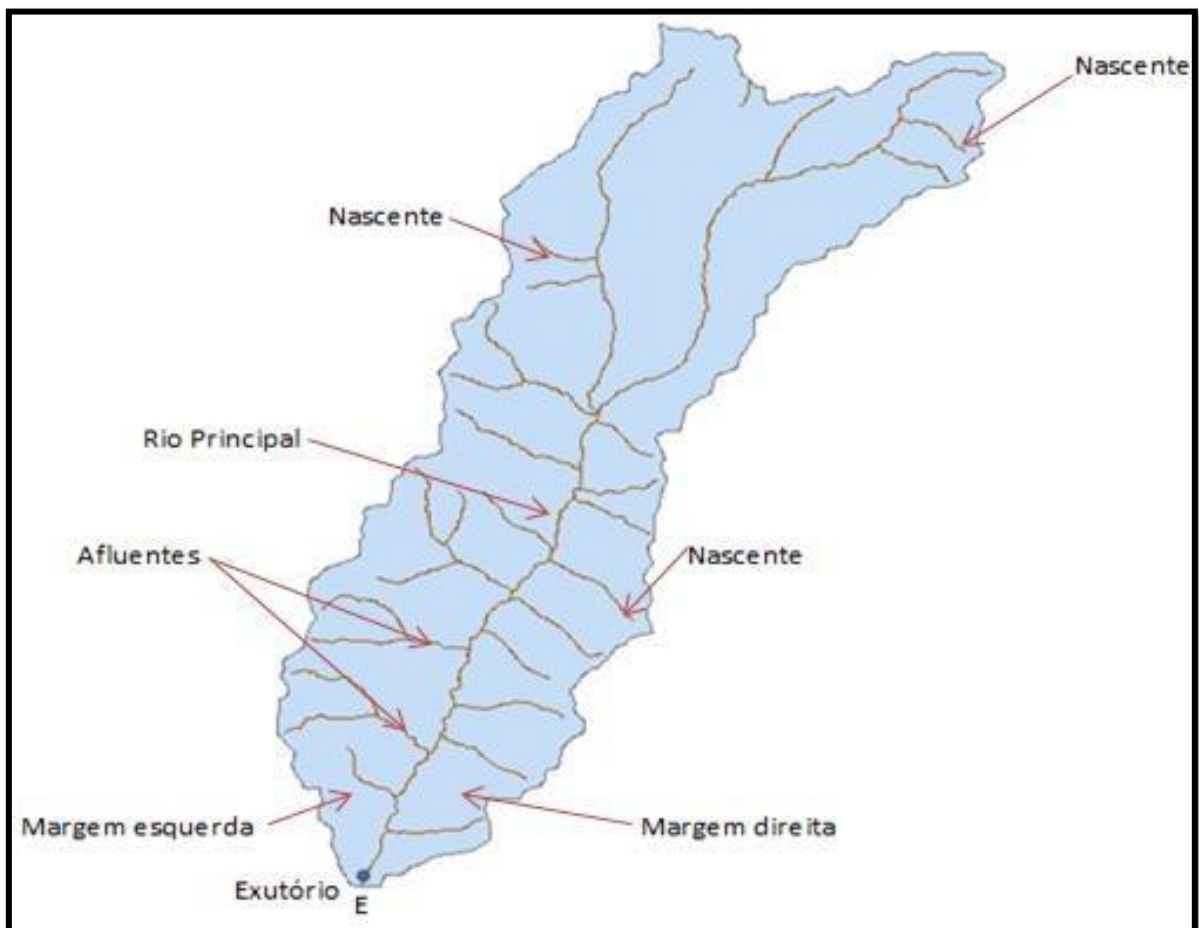 Nascente
Nascente
Rio Principal
Afluentes
Nascente
Margem esquerda
Margem direita
Exutório
E